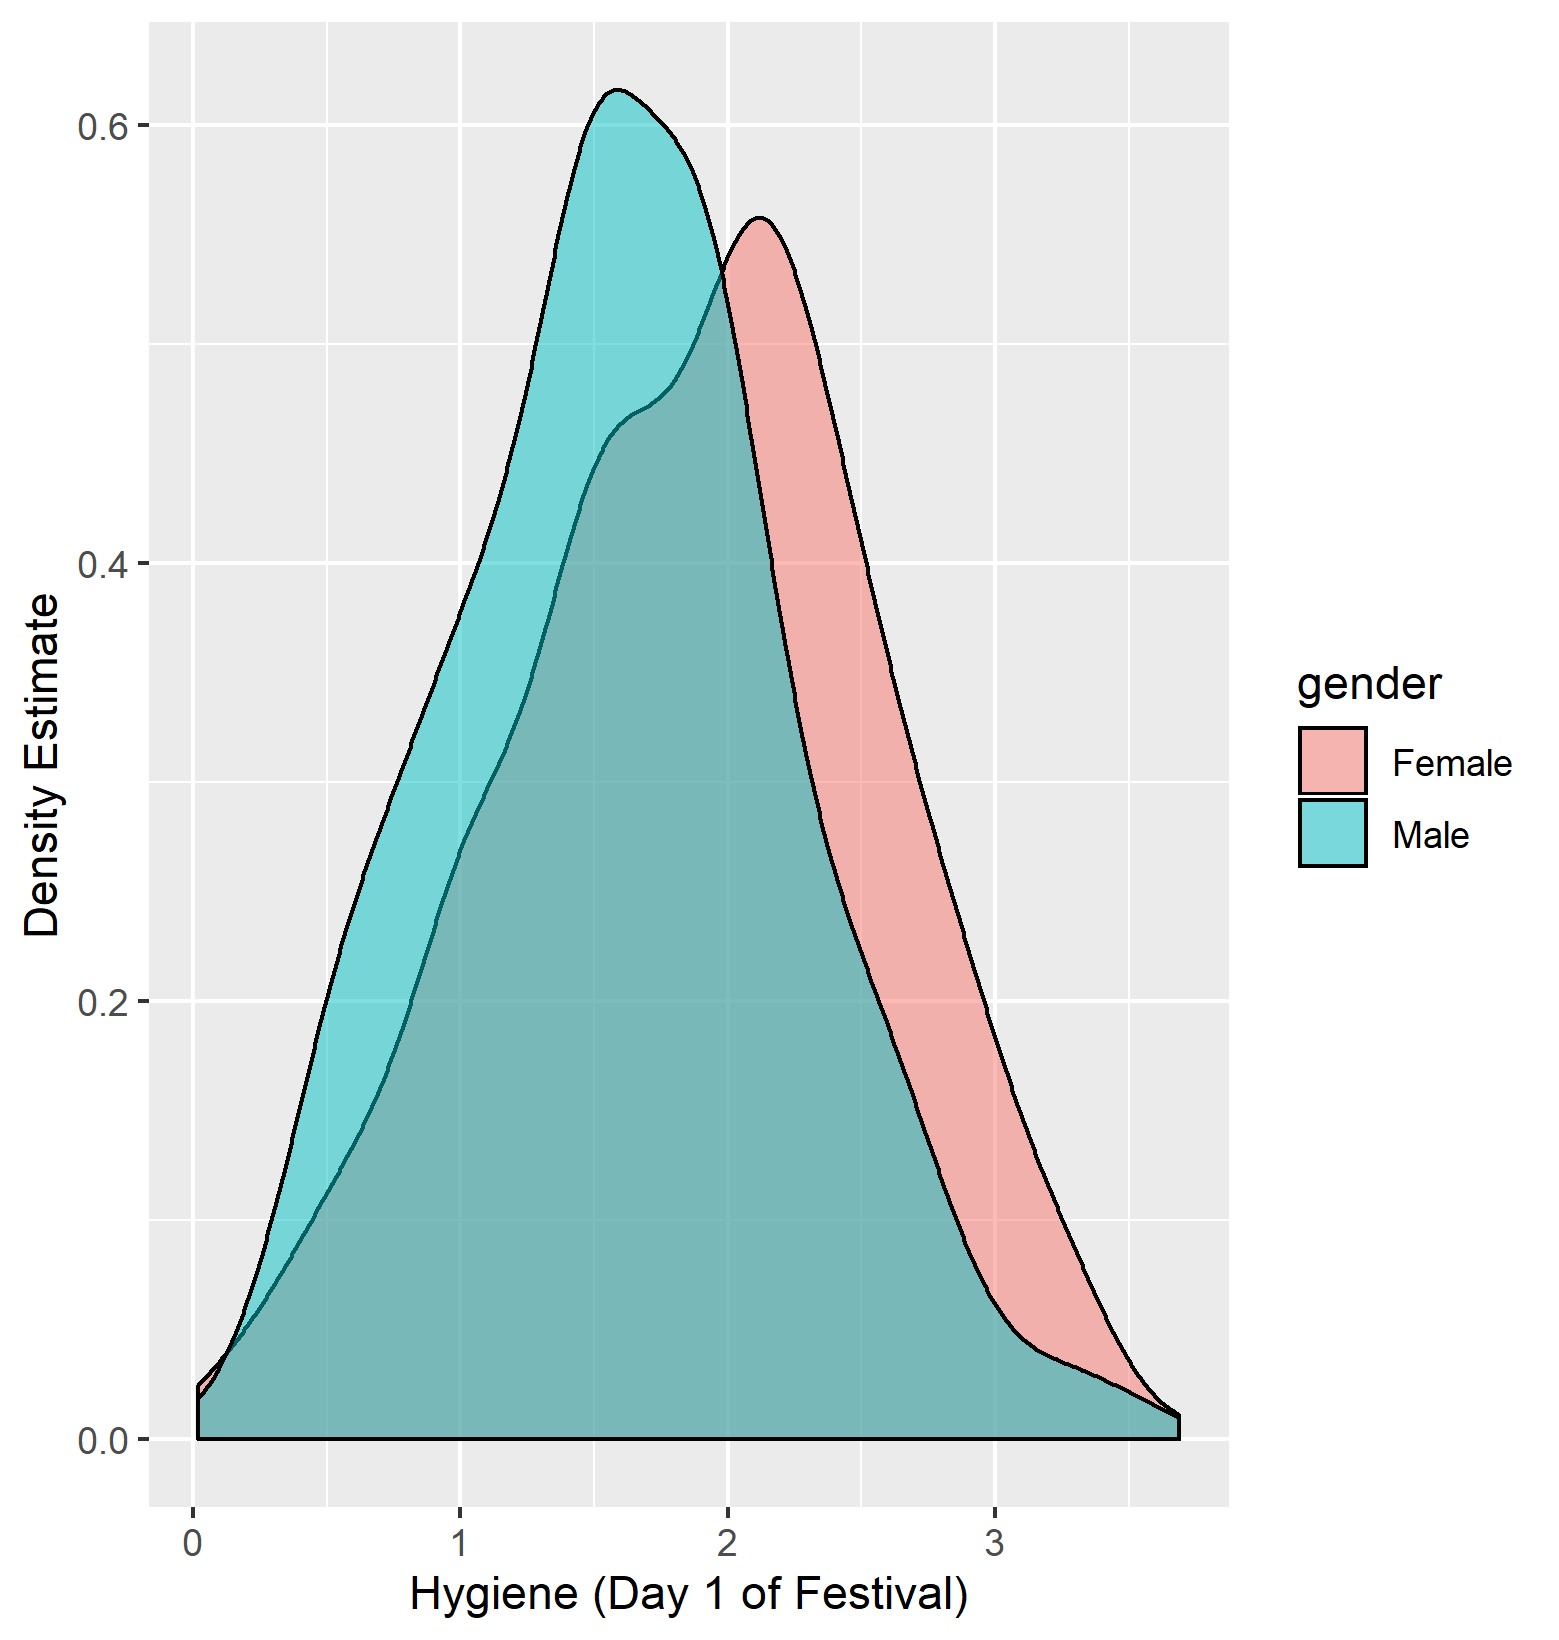 0.6
0.4
0.2
0.0
Density Estimate
0 1 2 3
Hygiene (Day 1 of Festival)
gender
Female
Male